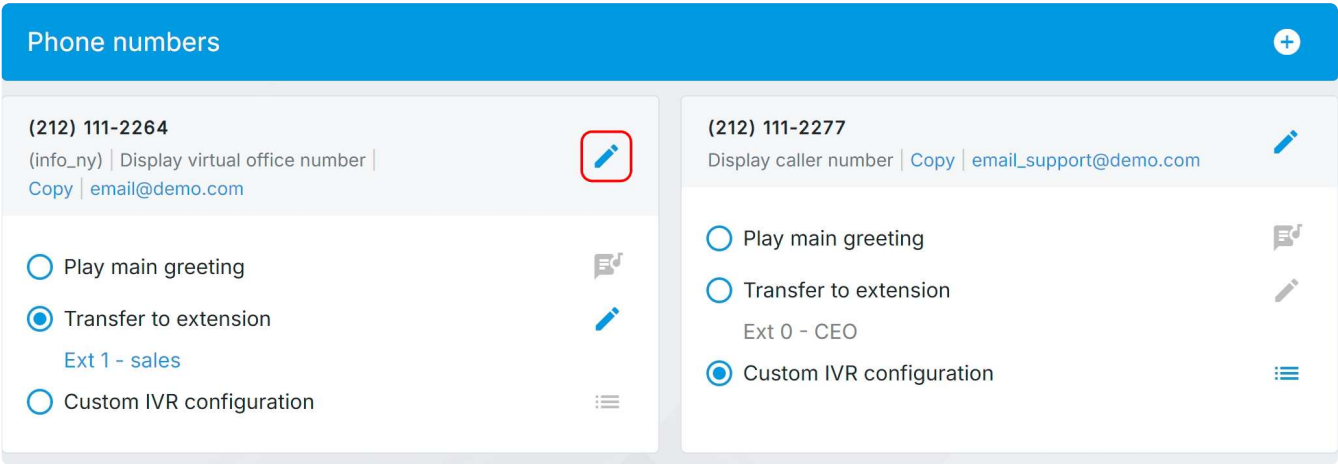 Phone numbers
(212) 111-2264
(info_ny) | Display virtual office number |
Copy | email@demo.com
Play main greeting
Transfer to extension
Ext 1 - sales
Custom IVR configuration
(212) 111-2277
Display caller number | Copy | email_support@demo.com
Play main greeting
Transfer to extension
Ext 0 - CEO
Custom IVR configuration